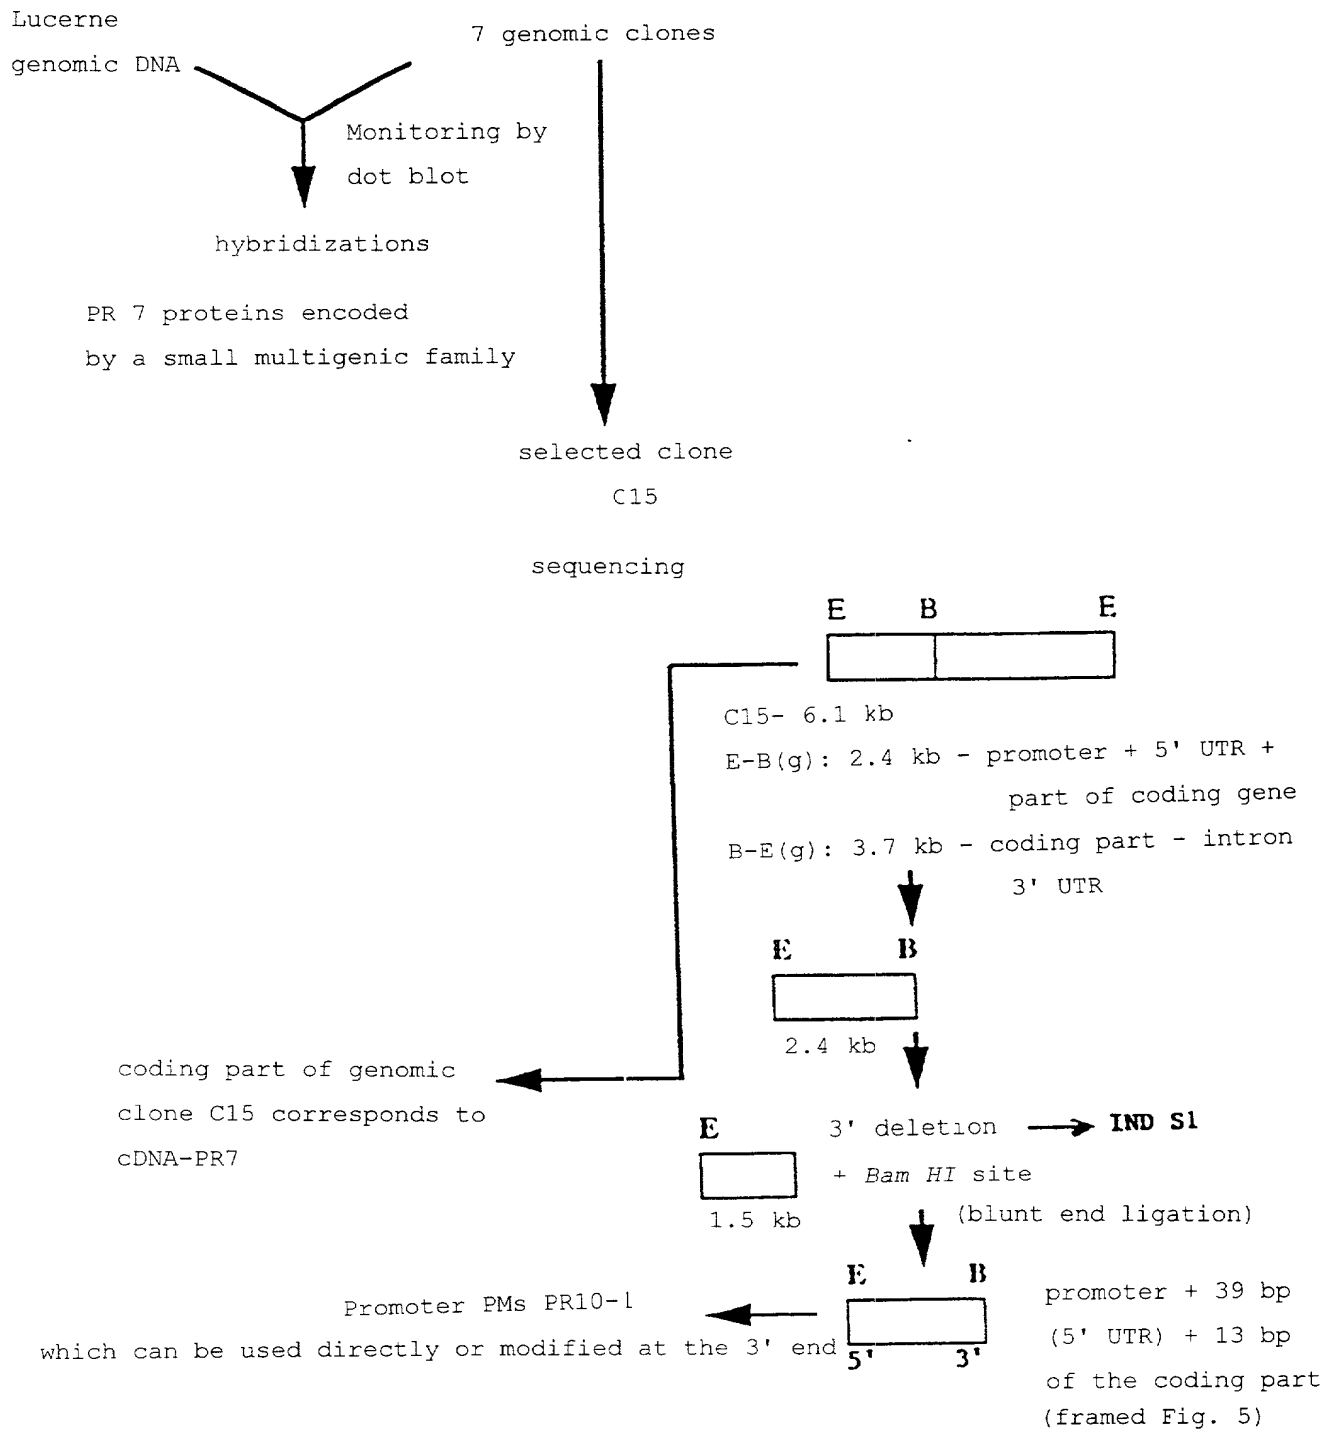 Lucerne
genomic DNA
7 genomic clones
Monitoring by
dot blot
hybridizations
PR 7 proteins encoded
by a small multigenic family
selected clone
C15
sequencing
E B E
C15- 6.1 kb
E-B(g): 2.4 kb - promoter + 5' UTR +
part of coding gene
B-E(g): 3.7 kb - coding part - intron
3' UTR
E B
2.4 kb
coding part of genomic
clone C15 corresponds to
cDNA-PR7
E
1.5 kb
3' deletion
IND S1
+ Bam HI site
(blunt end ligation)
E B
5' 3'
Promoter PMs PR10-1
which can be used directly or modified at the 3' end
promoter + 39 bp
(5' UTR) + 13 bp
of the coding part
(framed Fig. 5)